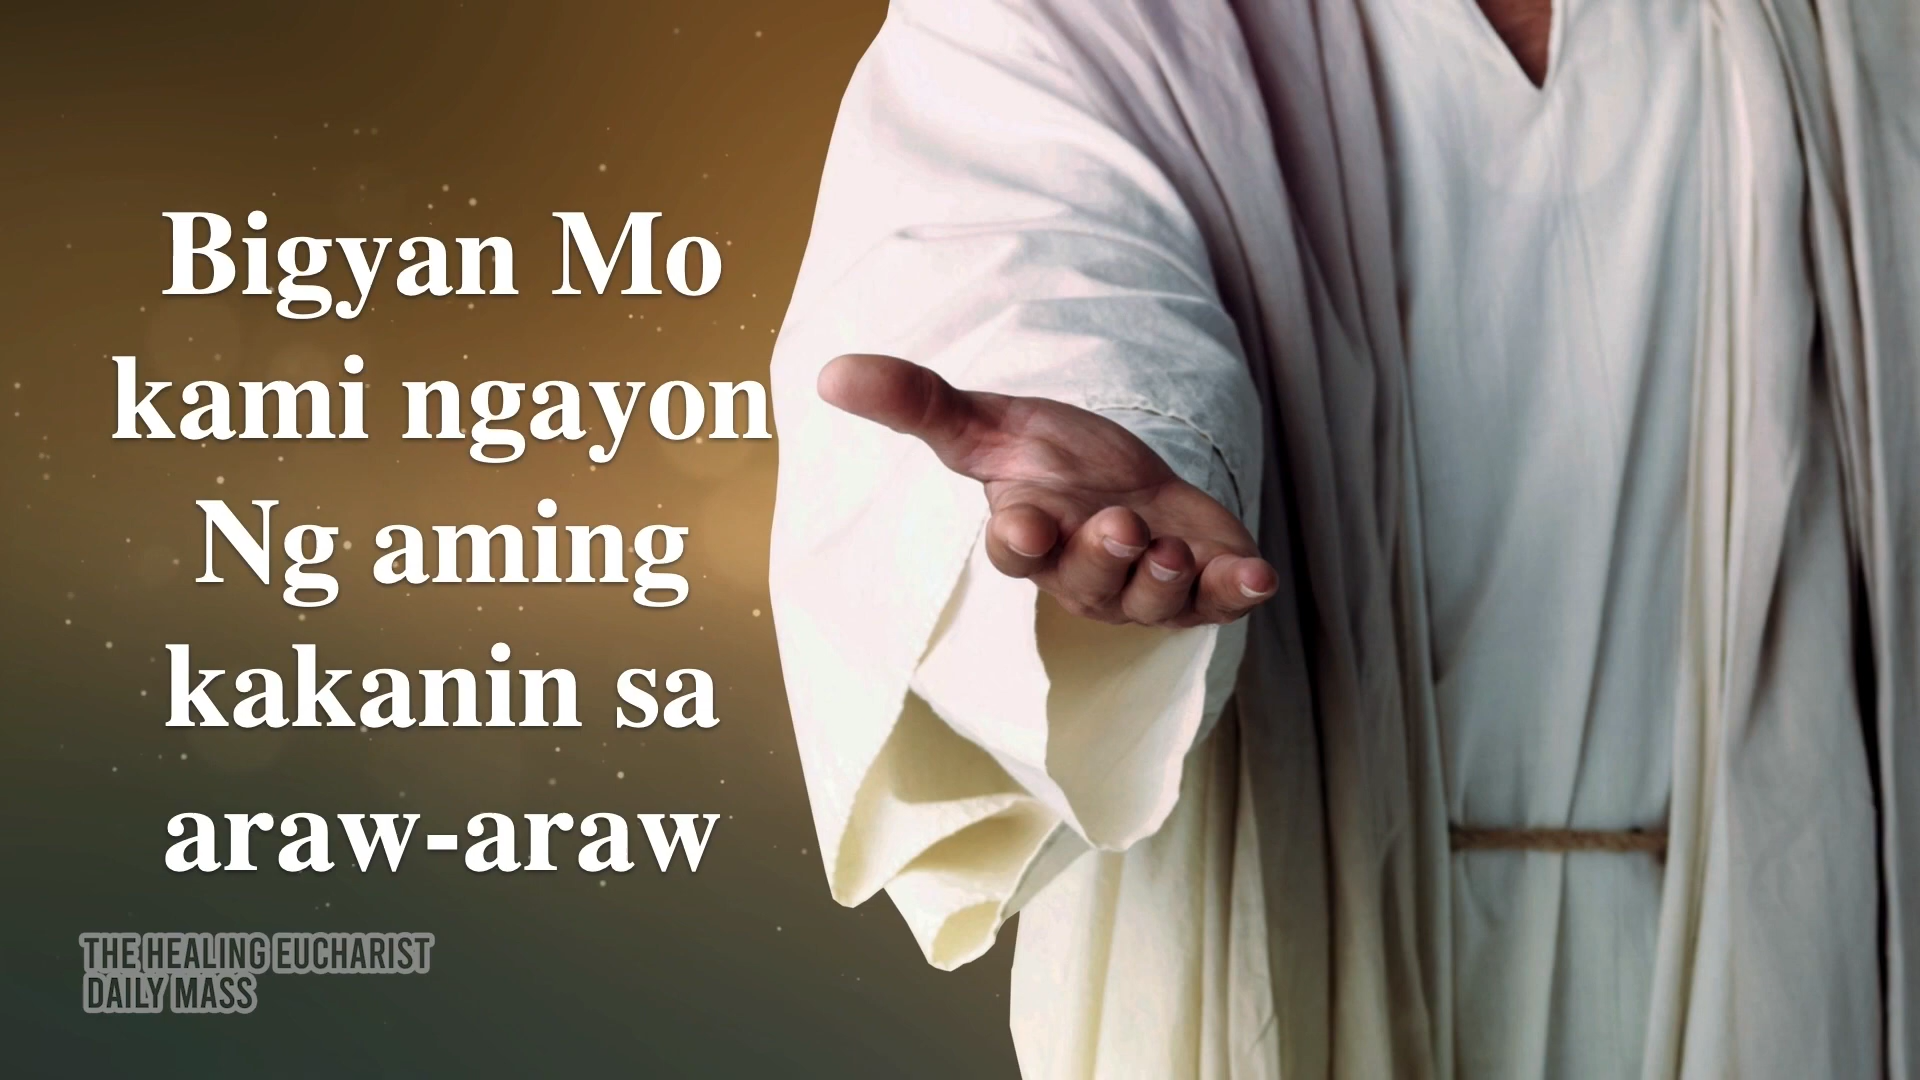 Bigyan Mo
kami ngayon
Ng aming
kakanin sa
araw-araw
THE HEALING EUCHARIST
DAILY MASS